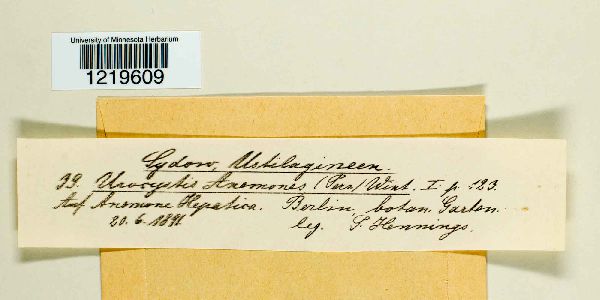 University of Minnesota Herbarium
1219609
Sydow, Ustilagineen.
39. Urocystis Anemones (Pers) Wint. I p. 123.
Auf Anemone Hepatica. Berlin, botan. Garten.
20. 6. 1891 leg. P. Hennings.